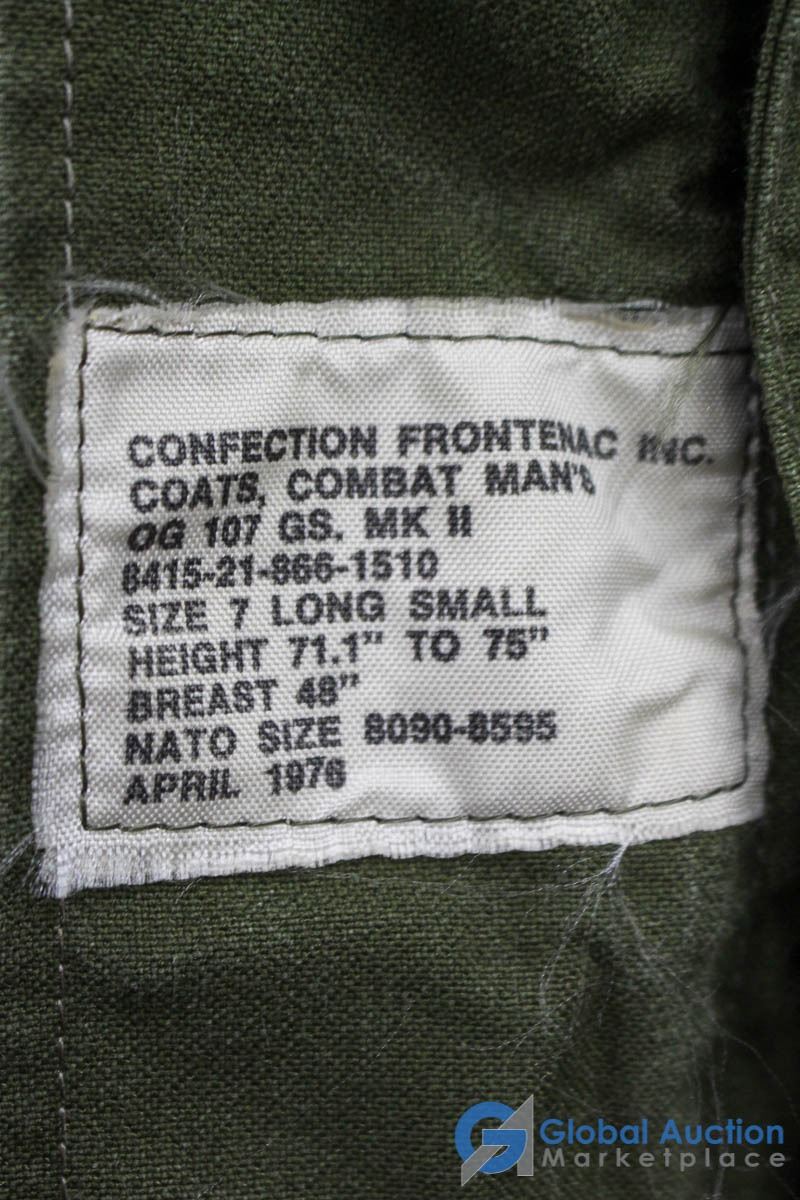 CONFECTION FRONTENAC INC.
COATS, COMBAT MAN'S
OG 107 GS. MK II
8415-21-866-1510
SIZE 7 LONG SMALL
HEIGHT 71.1" TO 75"
BREAST 48"
NATO SIZE 8090-8595
APRIL 1976
Global Auction
Marketplace